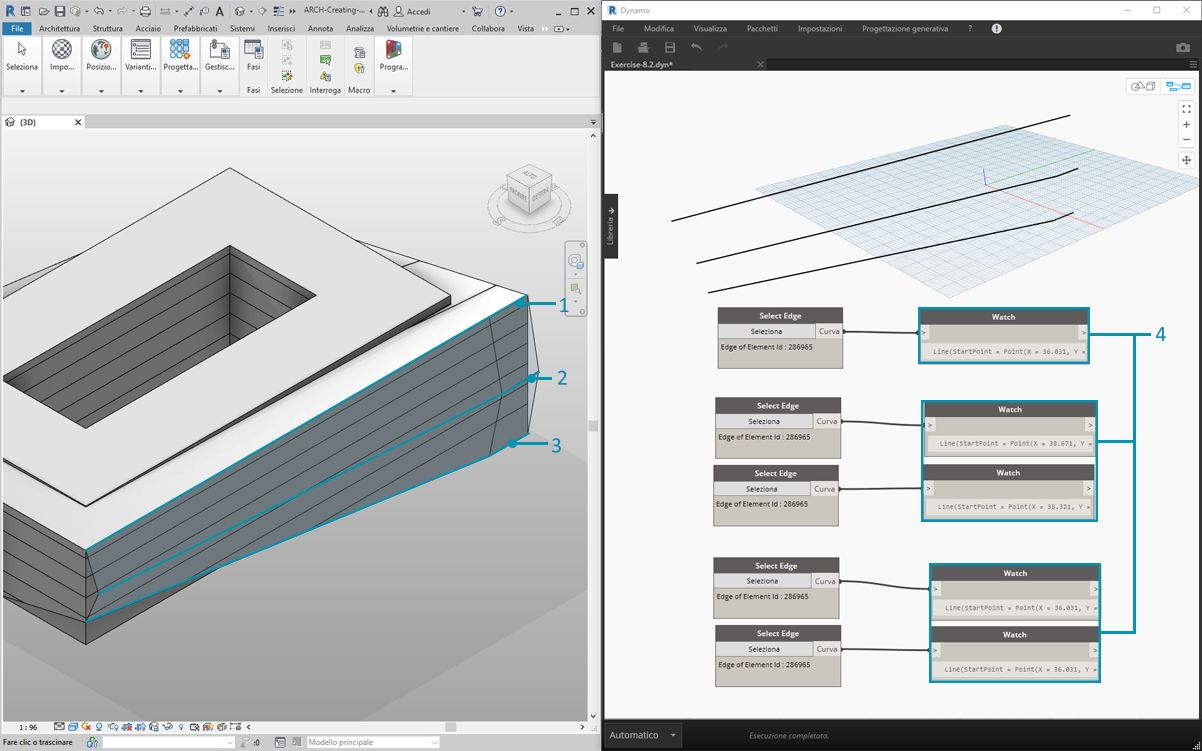 ARCH-Creating-...
Accedi
File Architettura Struttura Acciaio Prefabbricati Sistemi Inserisci Annota Analizza Volumetrie e cantiere Collabora Vista
Seleziona
Impo...
Posizio...
Varianti...
Progetta...
Gestisc...
Fasi
Progra...
Fasi Selezione Interroga Macro
{3D}
AUTO
FRONTE
DESTRA
1
2
3
1 : 96
Fare clic o trascinare
:0
Modello principale
Dynamo
File Modifica Visualizza Pacchetti Impostazioni Progettazione generativa ?
Exercise-8.2.dyn*
Libreria
Select Edge
Seleziona Curva
Edge of Element Id : 286965
Watch
> >
Line(StartPoint = Point(X = 36.031, Y =
4
Select Edge
Seleziona Curva
Edge of Element Id : 286965
Watch
> >
Line(StartPoint = Point(X = 38.671, Y =
Select Edge
Seleziona Curva
Edge of Element Id : 286965
Watch
> >
Line(StartPoint = Point(X = 38.321, Y =
Select Edge
Seleziona Curva
Edge of Element Id : 286965
Watch
> >
Line(StartPoint = Point(X = 36.031, Y =
Select Edge
Seleziona Curva
Edge of Element Id : 286965
Watch
> >
Line(StartPoint = Point(X = 36.031, Y =
Automatico
Esecuzione completata.